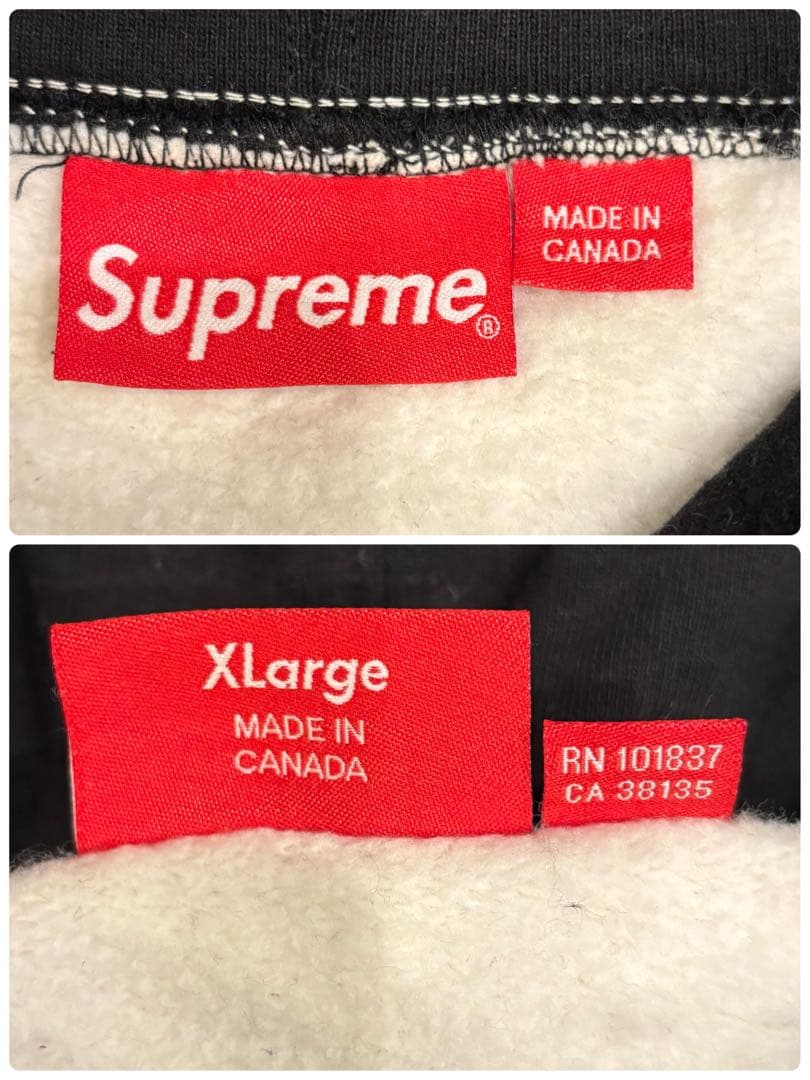 Supreme®
MADE IN
CANADA
XLarge
MADE IN
CANADA
RN 101837
CA 38135